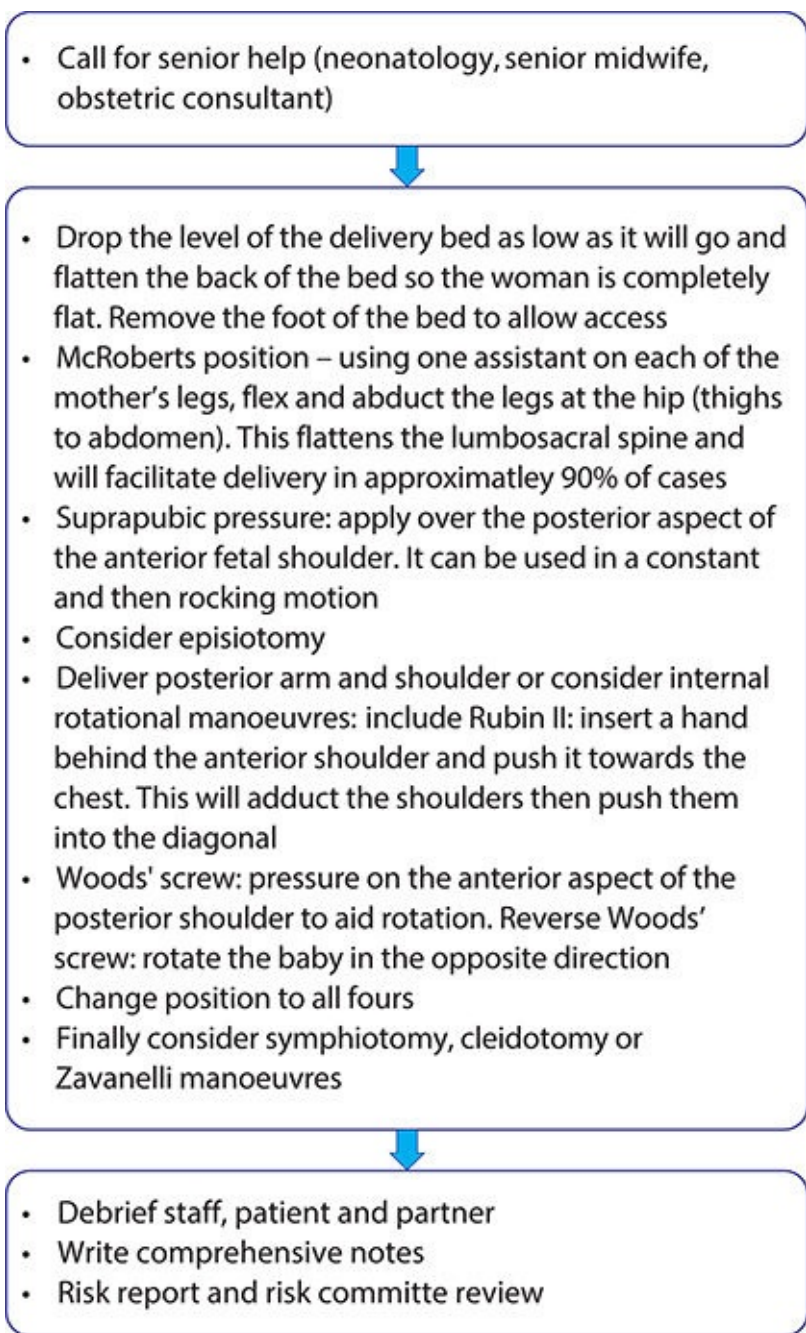 • Call for senior help (neonatology, senior midwife,
obstetric consultant)
• Drop the level of the delivery bed as low as it will go and
flatten the back of the bed so the woman is completely
flat. Remove the foot of the bed to allow access
• McRoberts position – using one assistant on each of the
mother's legs, flex and abduct the legs at the hip (thighs
to abdomen). This flattens the lumbosacral spine and
will facilitate delivery in approximatley 90% of cases
• Suprapubic pressure: apply over the posterior aspect of
the anterior fetal shoulder. It can be used in a constant
and then rocking motion
• Consider episiotomy
• Deliver posterior arm and shoulder or consider internal
rotational manoeuvres: include Rubin II: insert a hand
behind the anterior shoulder and push it towards the
chest. This will adduct the shoulders then push them
into the diagonal
• Woods' screw: pressure on the anterior aspect of the
posterior shoulder to aid rotation. Reverse Woods'
screw: rotate the baby in the opposite direction
• Change position to all fours
• Finally consider symphiotomy, cleidotomy or
Zavanelli manoeuvres
• Debrief staff, patient and partner
• Write comprehensive notes
• Risk report and risk committe review